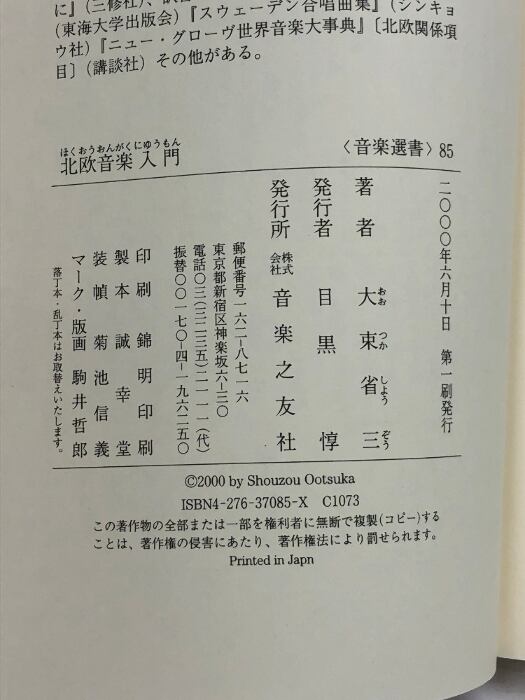 に』（三修社）、
（東海大学出版会）『スウェーデン合唱曲集』（シンキョ
ウ社）『ニュー・グローヴ世界音楽大事典』〔北欧関係項
目〕（講談社）その他がある。
ほくおうおんがくにゅうもん
北欧音楽入門
〈音楽選書〉85
二〇〇〇年六月十日 第一刷発行
著者 大束省三
おおつかしようぞう
発行者 目黒惇
発行所 株式会社 音楽之友社
郵便番号一六二-八七一六
東京都新宿区神楽坂六-三〇
電話〇三(三二三五)二一一一(代)
振替〇〇一七〇-四-一九六二五〇
印刷 錦明印刷
製本 誠幸堂
装幀 菊池信義
マーク・版画 駒井哲郎
落丁本・乱丁本はお取替えいたします。
©2000 by Shouzou Ootsuka
ISBN4-276-37085-X C1073
この著作物の全部または一部を権利者に無断で複製(コピー)する
ことは、著作権の侵害にあたり、著作権法により罰せられます。
Printed in Japn